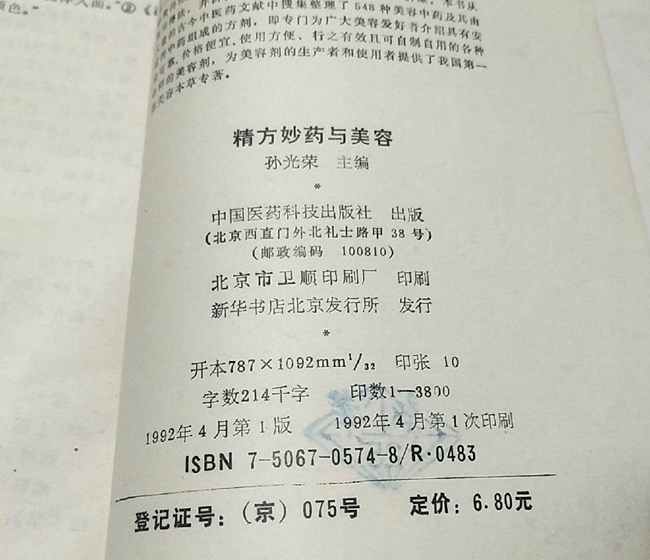 颜色。"②
本书从
古今中医药文献中搜集整理了548种美容中药及其由
中药组成的方剂，即专门为广大美容爱好者介绍具有安
价格便宜、使用方便、行之有效且可自制自用的各种
的美容剂，为美容剂的生产者和使用者提供了我国第一
美容本草专著。
精方妙药与美容
孙光荣 主编
*
中国医药科技出版社 出版
(北京西直门外北礼士路甲38号)
(邮政编码 100810)
北京市卫顺印刷厂 印刷
新华书店北京发行所 发行
*
开本787×1092mm¹/₃₂ 印张 10
字数214千字 印数1—3800
1992年4月第1版 1992年4月第1次印刷
ISBN 7-5067-0574-8/R·0483
登记证号：(京) 075号 定价：6.80元